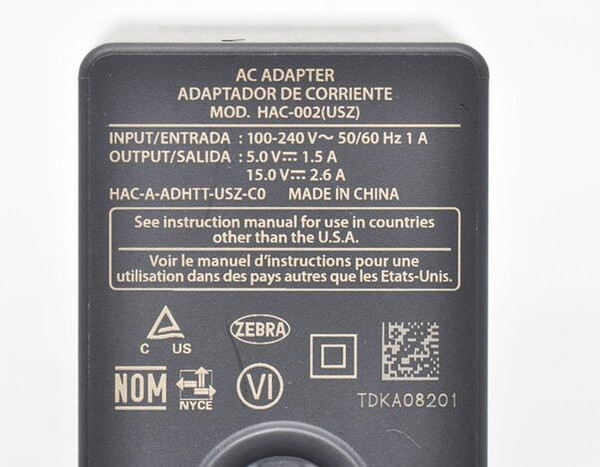 AC ADAPTER
ADAPTADOR DE CORRIENTE
MOD. HAC-002(USZ)
INPUT/ENTRADA : 100-240 V～ 50/60 Hz 1 A
OUTPUT/SALIDA : 5.0 V⎓ 1.5 A
15.0 V⎓ 2.6 A
HAC-A-ADHTT-USZ-C0 MADE IN CHINA
See instruction manual for use in countries
other than the U.S.A.
Voir le manuel d'instructions pour une
utilisation dans des pays autres que les Etats-Unis.
C US
ZEBRA
NOM
NYCE
VI
TDKA08201